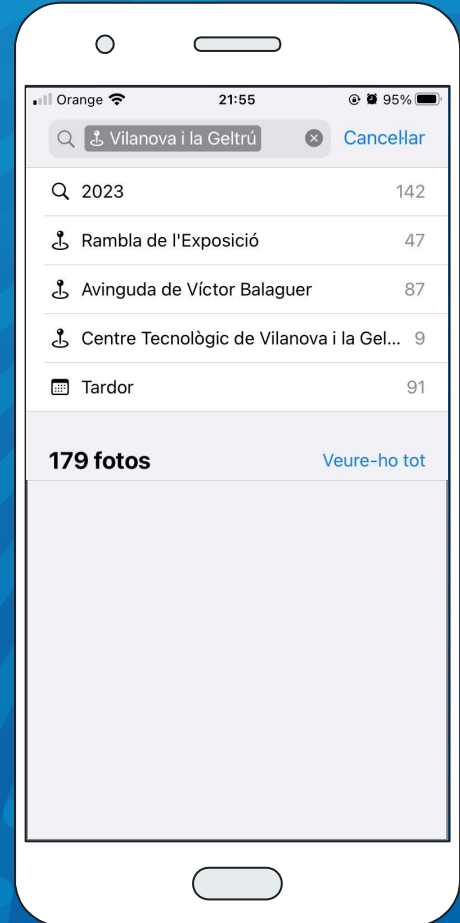 Orange 21:55 95%
Vilanova i la Geltrú Cancel·lar
2023 142
Rambla de l'Exposició 47
Avinguda de Víctor Balaguer 87
Centre Tecnològic de Vilanova i la Gel... 9
Tardor 91
179 fotos Veure-ho tot